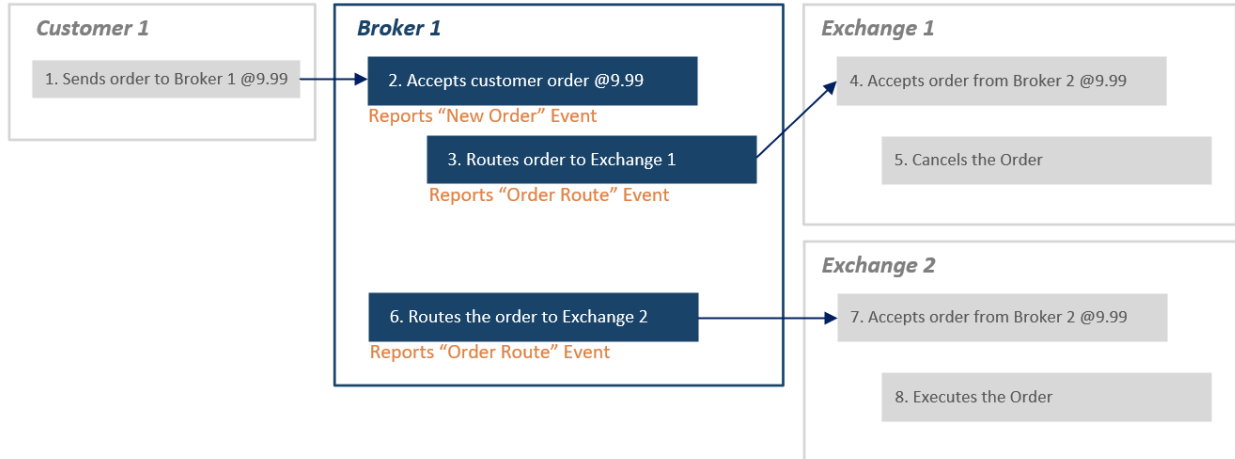 Customer 1
1. Sends order to Broker 1 @9.99
Broker 1
2. Accepts customer order @9.99
Reports “New Order” Event
3. Routes order to Exchange 1
Reports “Order Route” Event
6. Routes the order to Exchange 2
Reports “Order Route” Event
Exchange 1
4. Accepts order from Broker 2 @9.99
5. Cancels the Order
Exchange 2
7. Accepts order from Broker 2 @9.99
8. Executes the Order